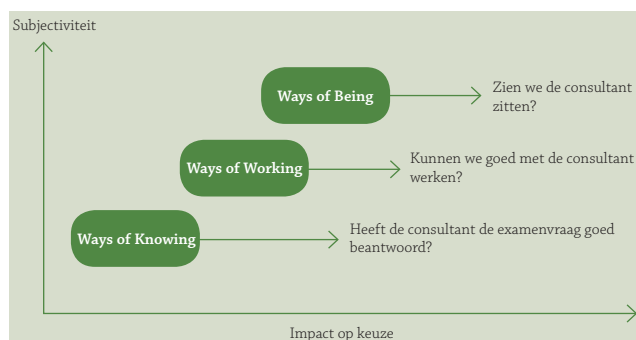 Subjectiviteit
Ways of Being
Zien we de consultant
zitten?
Ways of Working
Kunnen we goed met de consultant
werken?
Ways of Knowing
Heeft de consultant de examenvraag goed
beantwoord?
Impact op keuze